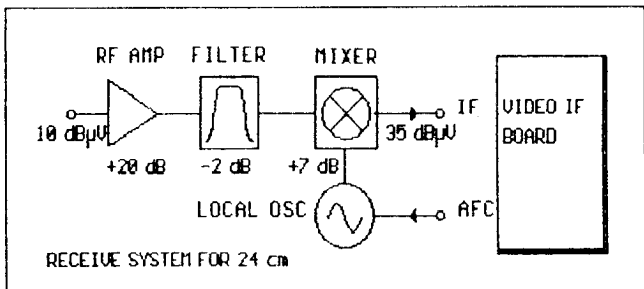 RF AMP FILTER MIXER
10 dBµV IF VIDEO IF
35 dBµV BOARD
+20 dB -2 dB +7 dB
LOCAL OSC AFC
RECEIVE SYSTEM FOR 24 cm